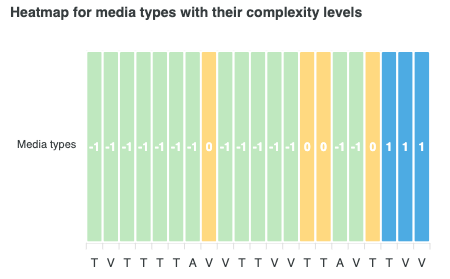 Heatmap for media types with their complexity levels
Media types -1 -1 -1 -1 -1 -1 -1 0 -1 -1 -1 -1 -1 0 0 -1 -1 0 1 1 1
T V T T T T A V V T T V V T T A V T T V V